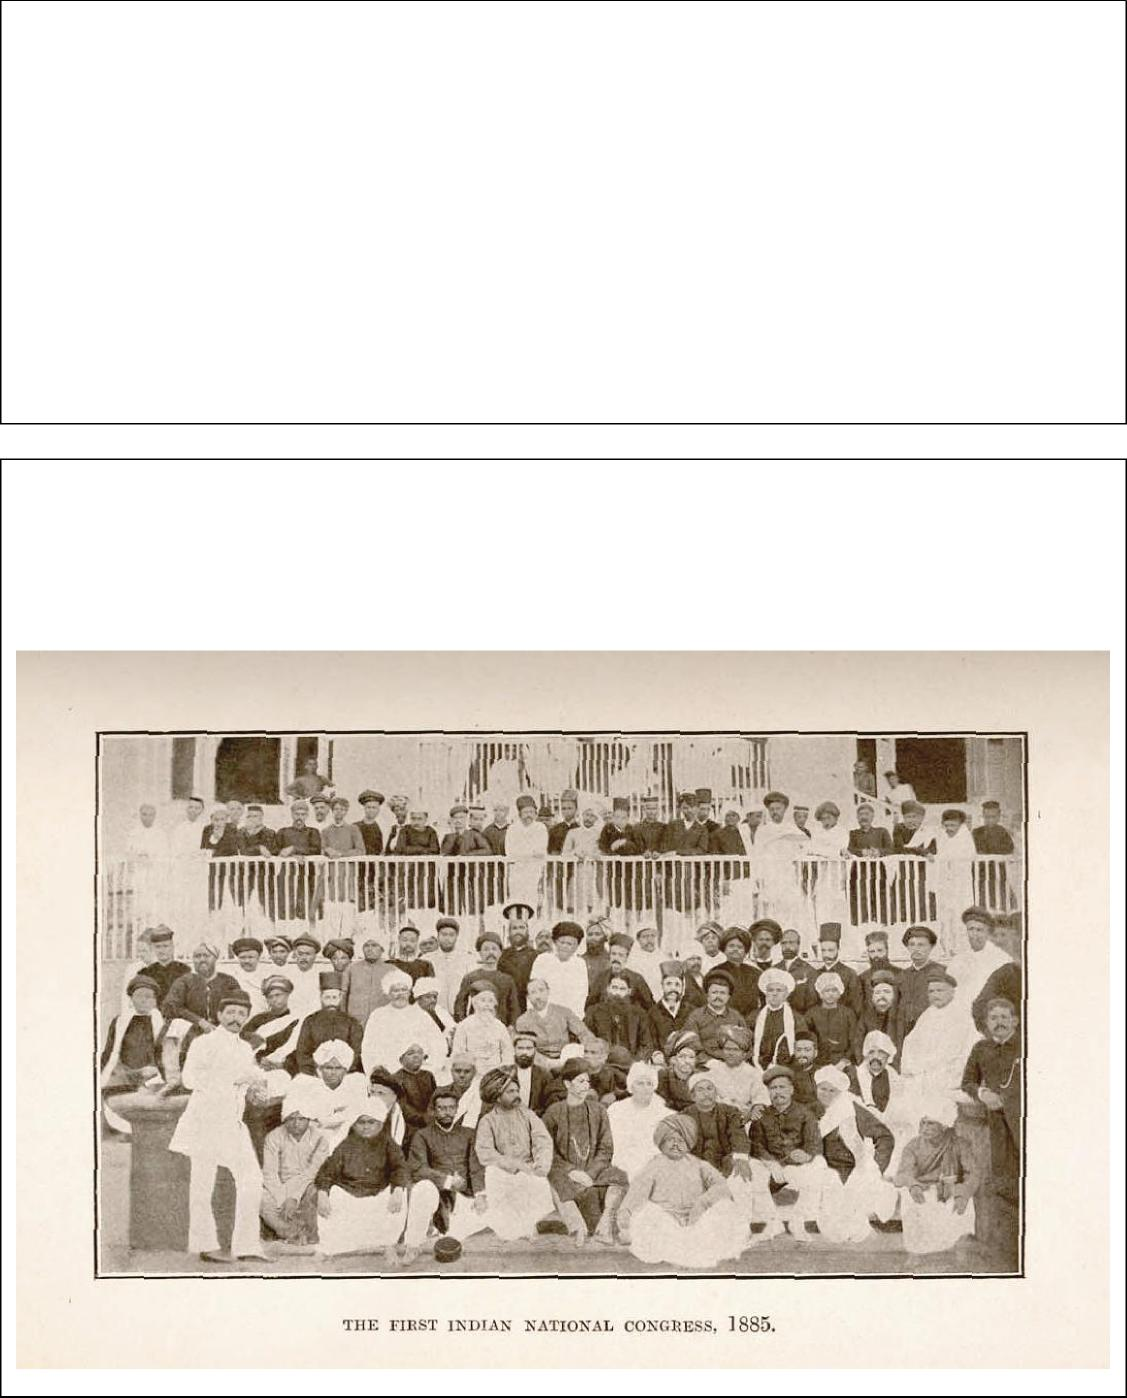 THE FIRST INDIAN NATIONAL CONGRESS, 1885.